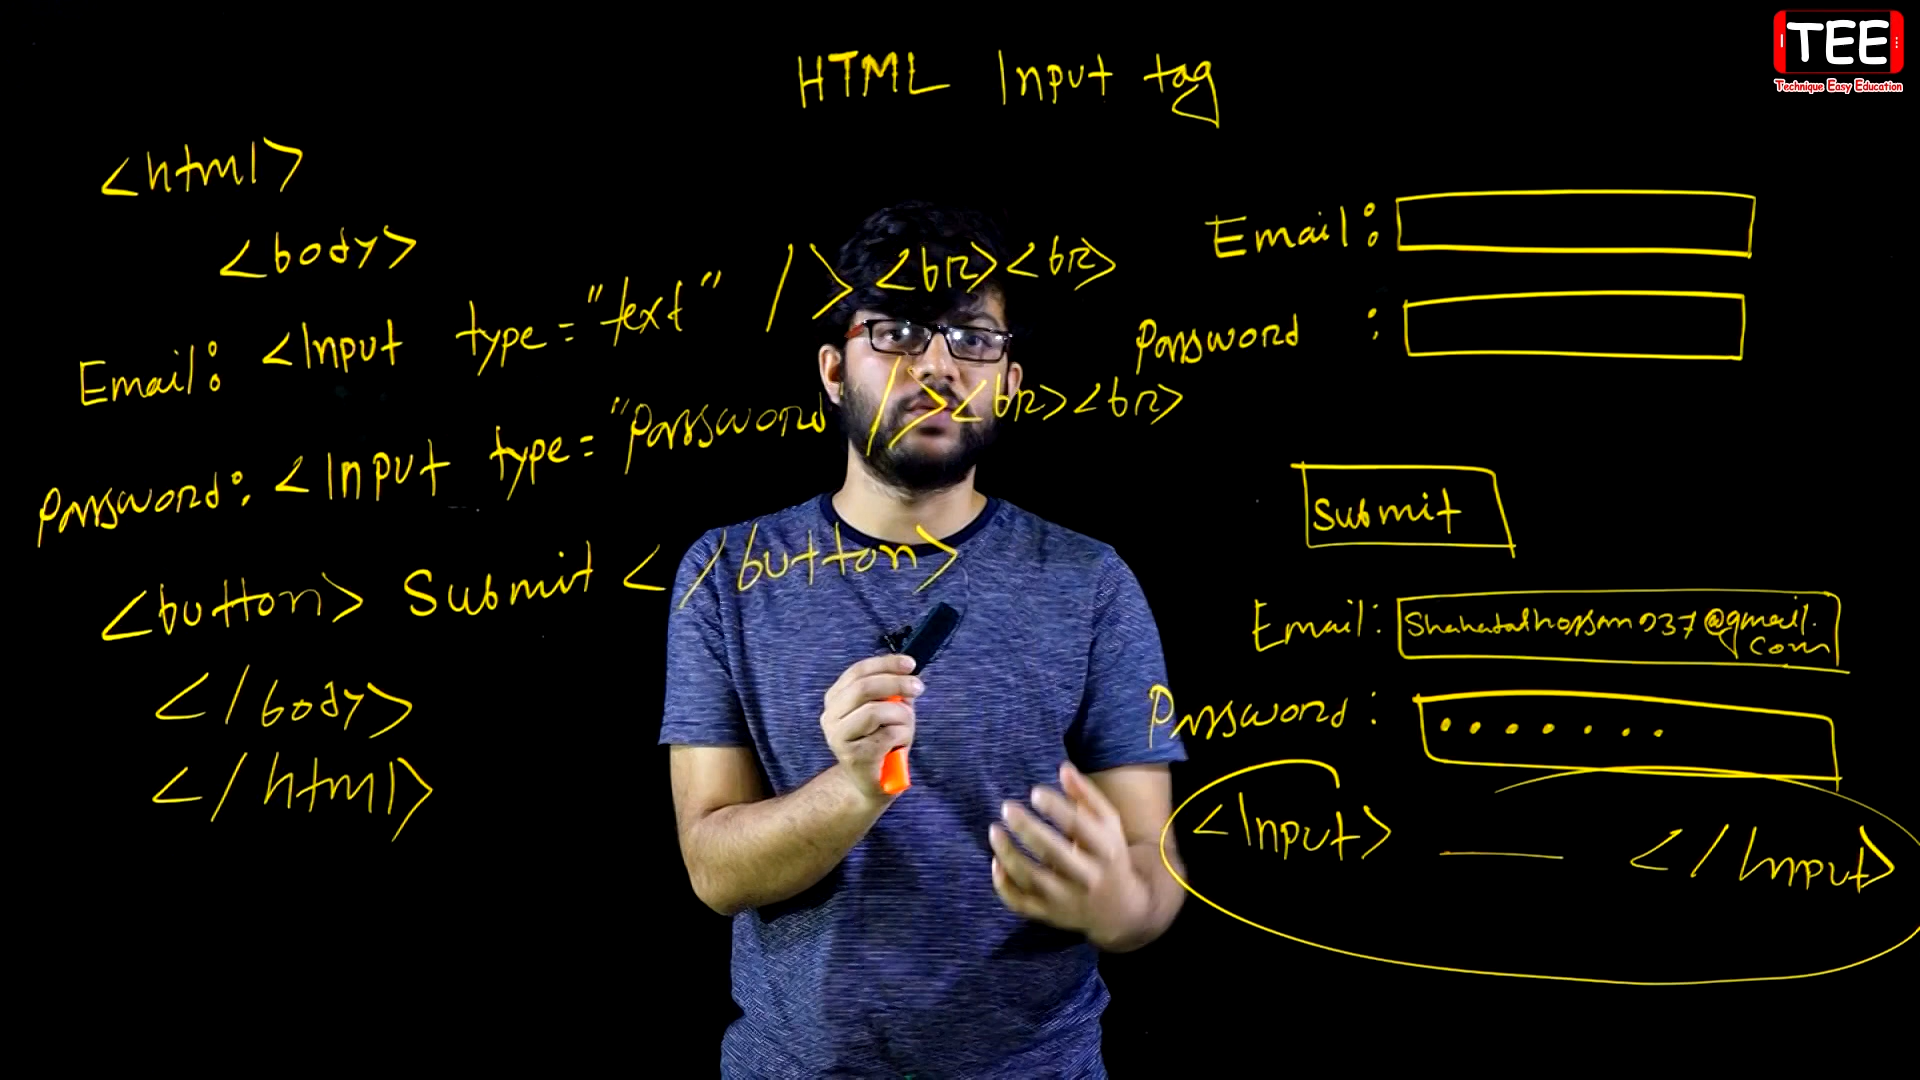 TEE
Technique Easy Education
HTML Input tag
<html>
<body>
Email: <Input type="text" /> <br><br>
Password: <Input type="Password /> <br><br>
<button> Submit </button>
</body>
</html>
Email:
Password :
Submit
Email: @gmail.
com
Password: .......
<Input> — </Input>